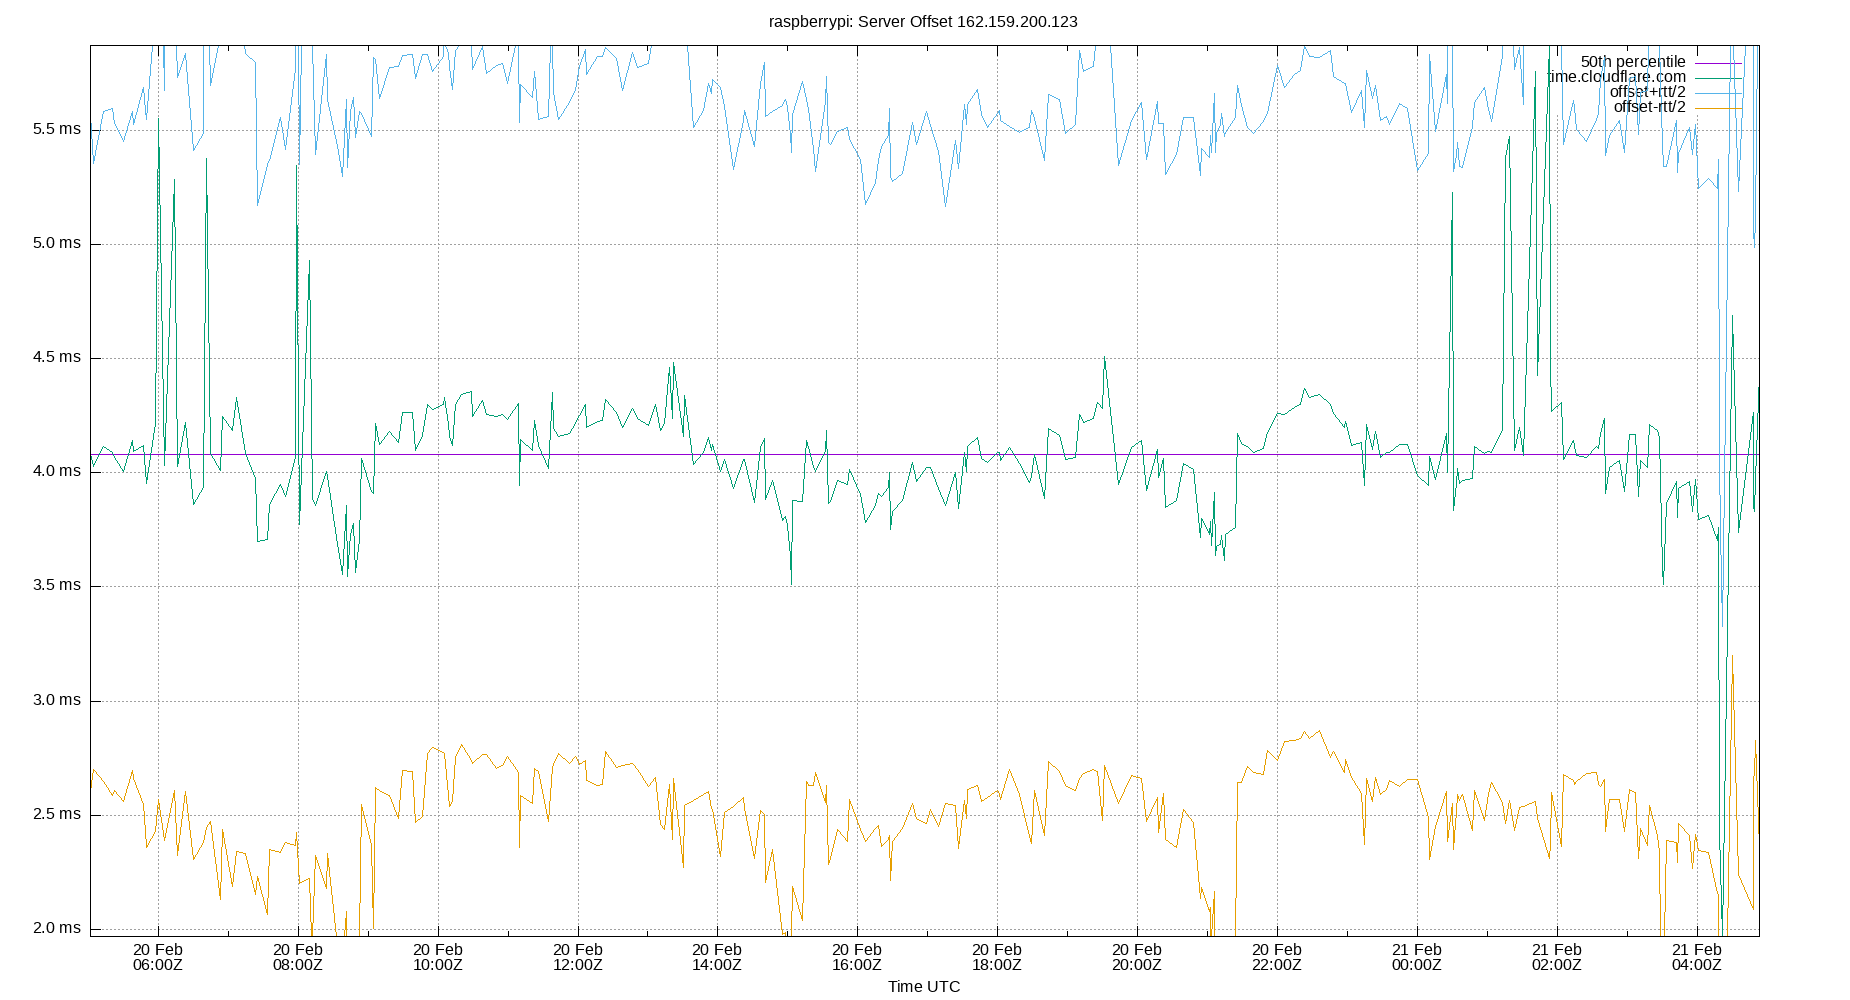 raspberrypi: Server Offset 162.159.200.123
50th percentile
time.cloudflare.com
offset+rtt/2
offset-rtt/2
5.5 ms
5.0 ms
4.5 ms
4.0 ms
3.5 ms
3.0 ms
2.5 ms
2.0 ms
20 Feb 20 Feb 20 Feb 20 Feb 20 Feb 20 Feb 20 Feb 20 Feb 20 Feb 21 Feb 21 Feb 21 Feb
06:00Z 08:00Z 10:00Z 12:00Z 14:00Z 16:00Z 18:00Z 20:00Z 22:00Z 00:00Z 02:00Z 04:00Z
Time UTC